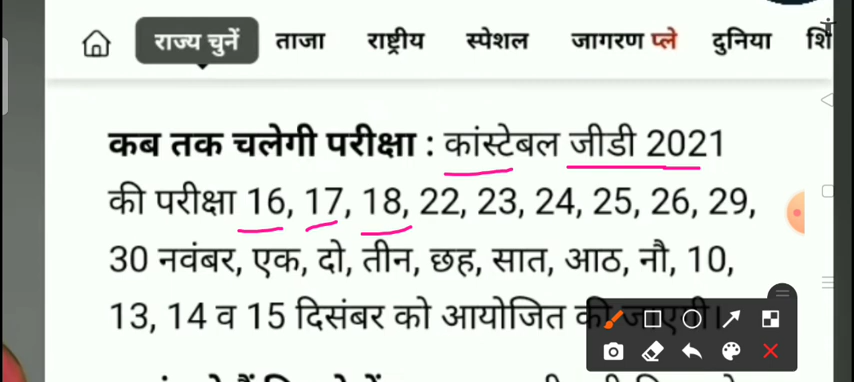 राज्य चुनें ताजा राष्ट्रीय स्पेशल जागरण प्ले दुनिया
कब तक चलेगी परीक्षा : कांस्टेबल जीडी 2021
की परीक्षा 16, 17, 18, 22, 23, 24, 25, 26, 29,
30 नवंबर, एक, दो, तीन, छह, सात, आठ, नौ, 10,
13, 14 व 15 दिसंबर को आयोजित की जाएगी।